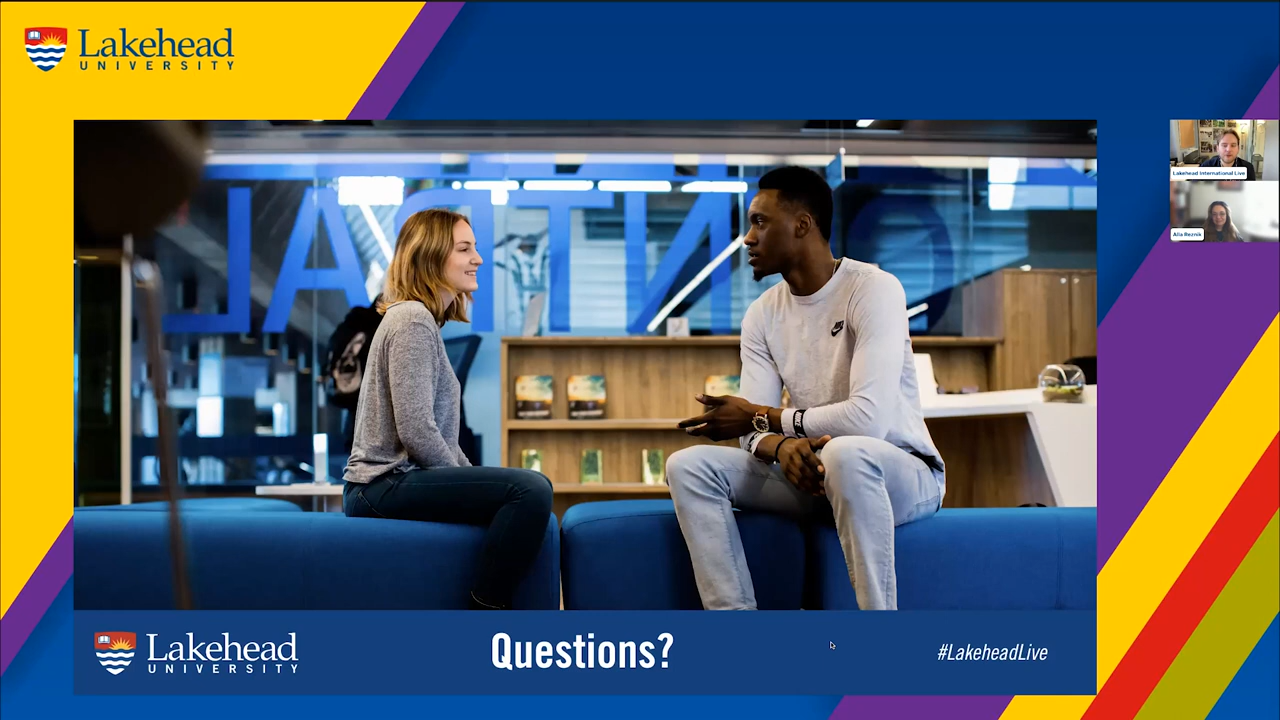 Lakehead
UNIVERSITY
Lakehead International Live
Alla Reznik
Lakehead
UNIVERSITY
Questions?
#LakeheadLive